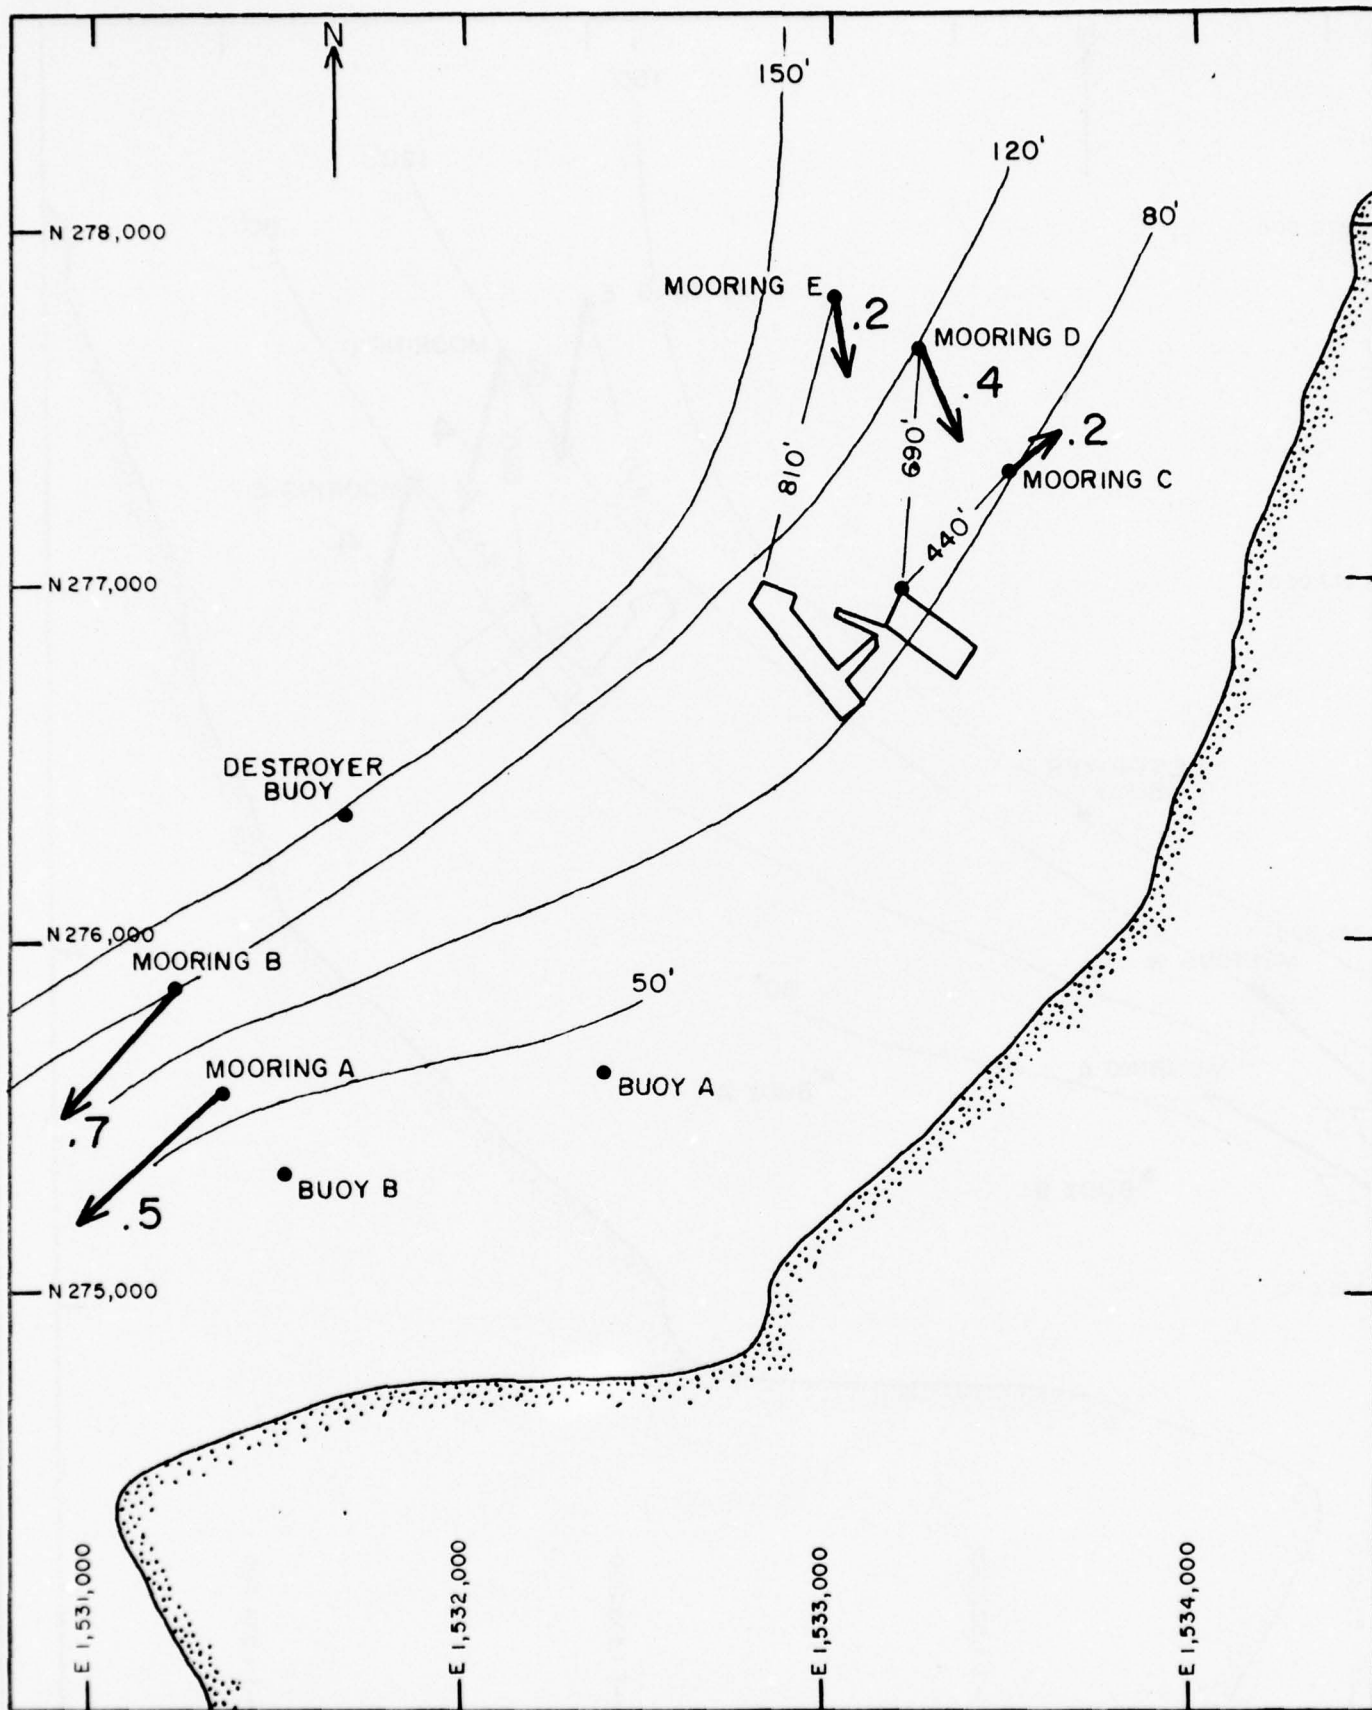 N
150'
120'
80'
N 278,000
MOORING E
.2
MOORING D
.4
.2
MOORING C
810'
690'
440'
N 277,000
DESTROYER
BUOY
N 276,000
MOORING B
50'
MOORING A
BUOY A
.7
BUOY B
.5
N 275,000
E 1,531,000
E 1,532,000
E 1,533,000
E 1,534,000